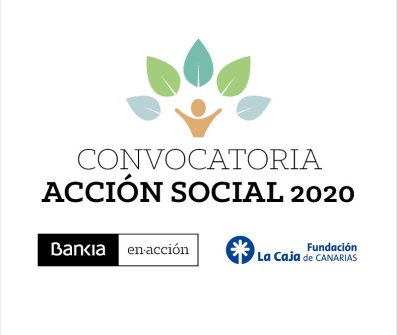 CONVOCATORIA
ACCIÓN SOCIAL 2020
Bankia en·acción
Fundación
La Caja de CANARIAS